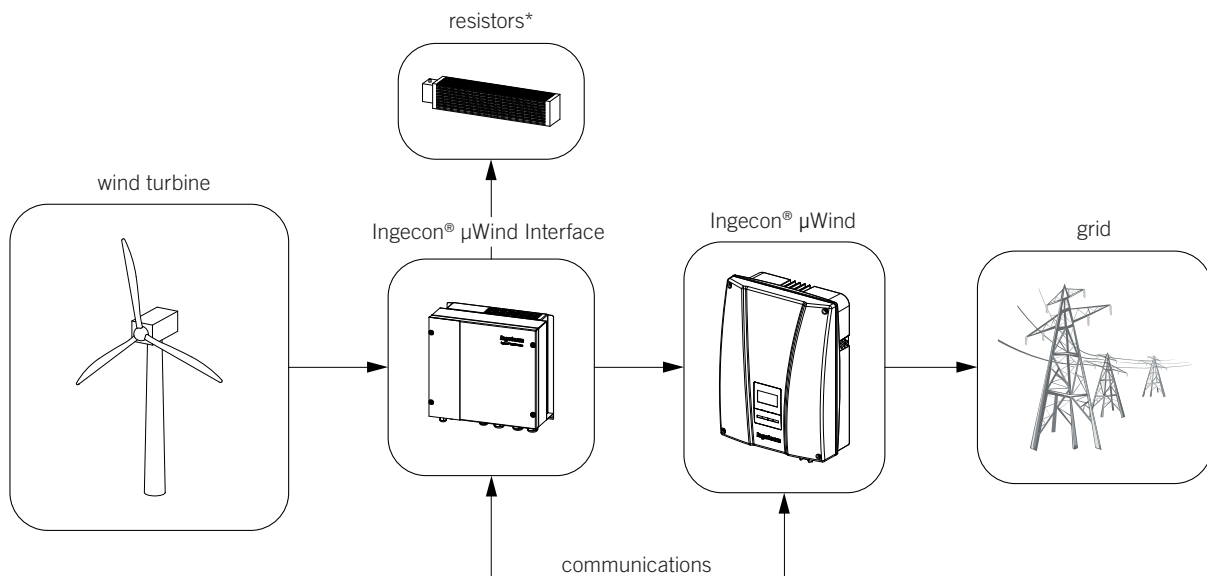 resistors*
wind turbine
Ingecon® µWind Interface
Ingecon® µWind
grid
communications